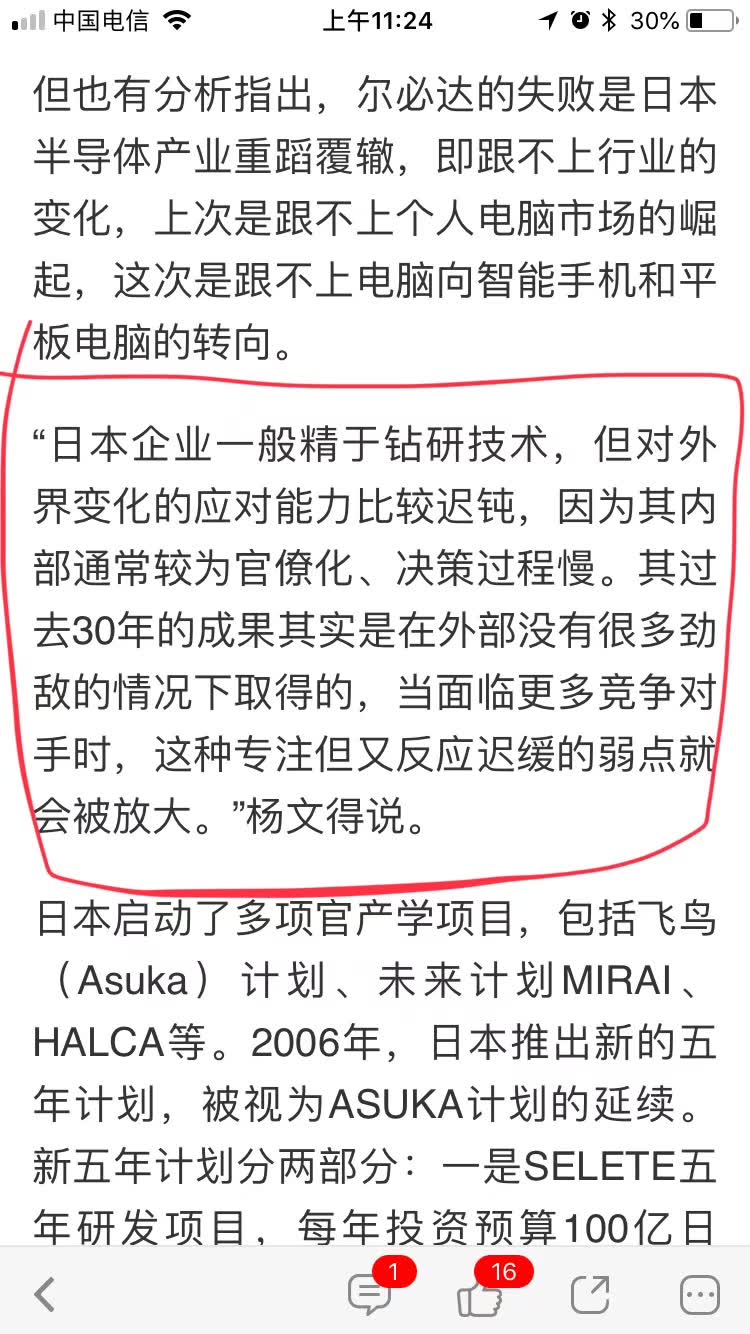 中国电信 上午11:24 30%
但也有分析指出，尔必达的失败是日本
半导体产业重蹈覆辙，即跟不上行业的
变化，上次是跟不上个人电脑市场的崛
起，这次是跟不上电脑向智能手机和平
板电脑的转向。
“日本企业一般精于钻研技术，但对外
界变化的应对能力比较迟钝，因为其内
部通常较为官僚化、决策过程慢。其过
去30年的成果其实是在外部没有很多劲
敌的情况下取得的，当面临更多竞争对
手时，这种专注但又反应迟缓的弱点就
会被放大。”杨文得说。
日本启动了多项官产学项目，包括飞鸟
（Asuka）计划、未来计划MIRAI、
HALCA等。2006年，日本推出新的五
年计划，被视为ASUKA计划的延续。
新五年计划分两部分：一是SELETE五
年研发项目，每年投资预算100亿日
1 16